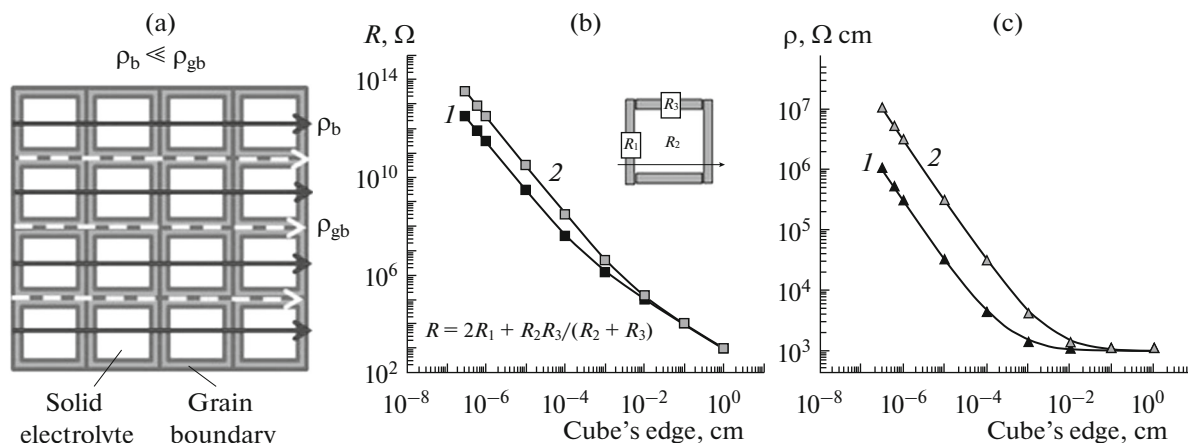 (a)
ρb ≪ ρgb
ρb
ρgb
Solid
electrolyte
Grain
boundary
(b)
R, Ω
10^14
10^10
10^6
10^2
1
2
R1
R2
R3
R = 2R1 + R2R3/(R2 + R3)
10^−8 10^−6 10^−4 10^−2 10^0
Cube's edge, cm
(c)
ρ, Ω cm
10^7
10^6
10^5
10^4
10^3
1
2
10^−8 10^−6 10^−4 10^−2 10^0
Cube's edge, cm